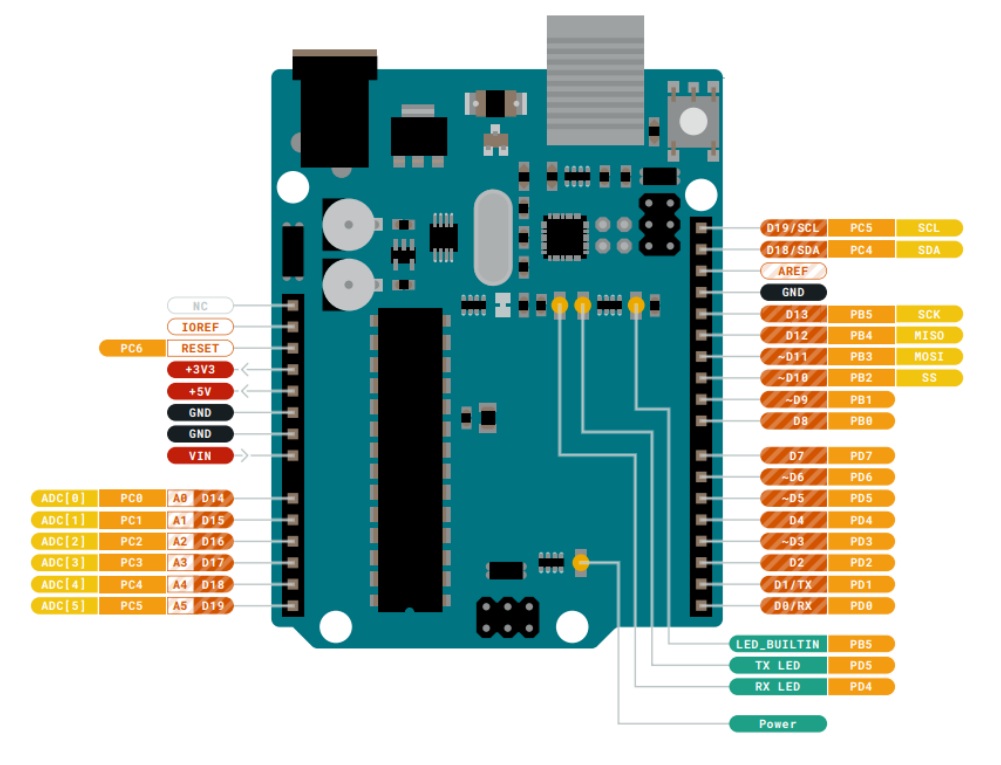 NC
IOREF
PC6 RESET
+3V3
+5V
GND
GND
VIN
ADC[0] PC0 A0 D14
ADC[1] PC1 A1 D15
ADC[2] PC2 A2 D16
ADC[3] PC3 A3 D17
ADC[4] PC4 A4 D18
ADC[5] PC5 A5 D19
D19/SCL PC5 SCL
D18/SDA PC4 SDA
AREF
GND
D13 PB5 SCK
D12 PB4 MISO
~D11 PB3 MOSI
~D10 PB2 SS
~D9 PB1
D8 PB0
D7 PD7
~D6 PD6
~D5 PD5
D4 PD4
~D3 PD3
D2 PD2
D1/TX PD1
D0/RX PD0
LED_BUILTIN PB5
TX LED PD5
RX LED PD4
Power